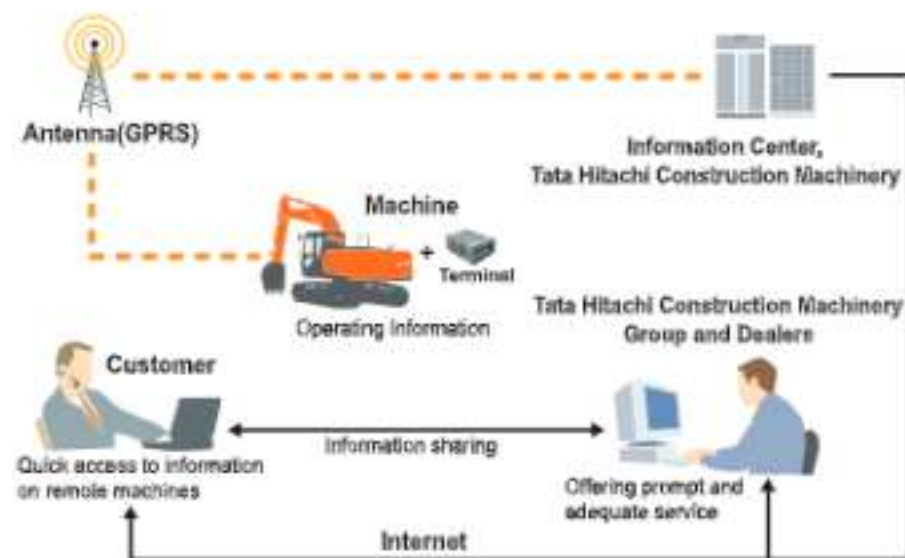 Antenna(GPRS)
Information Center,
Tata Hitachi Construction Machinery
Machine
+
Terminal
Operating Information
Tata Hitachi Construction Machinery
Group and Dealers
Customer
Information sharing
Quick access to information
on remote machines
Offering prompt and
adequate service
Internet